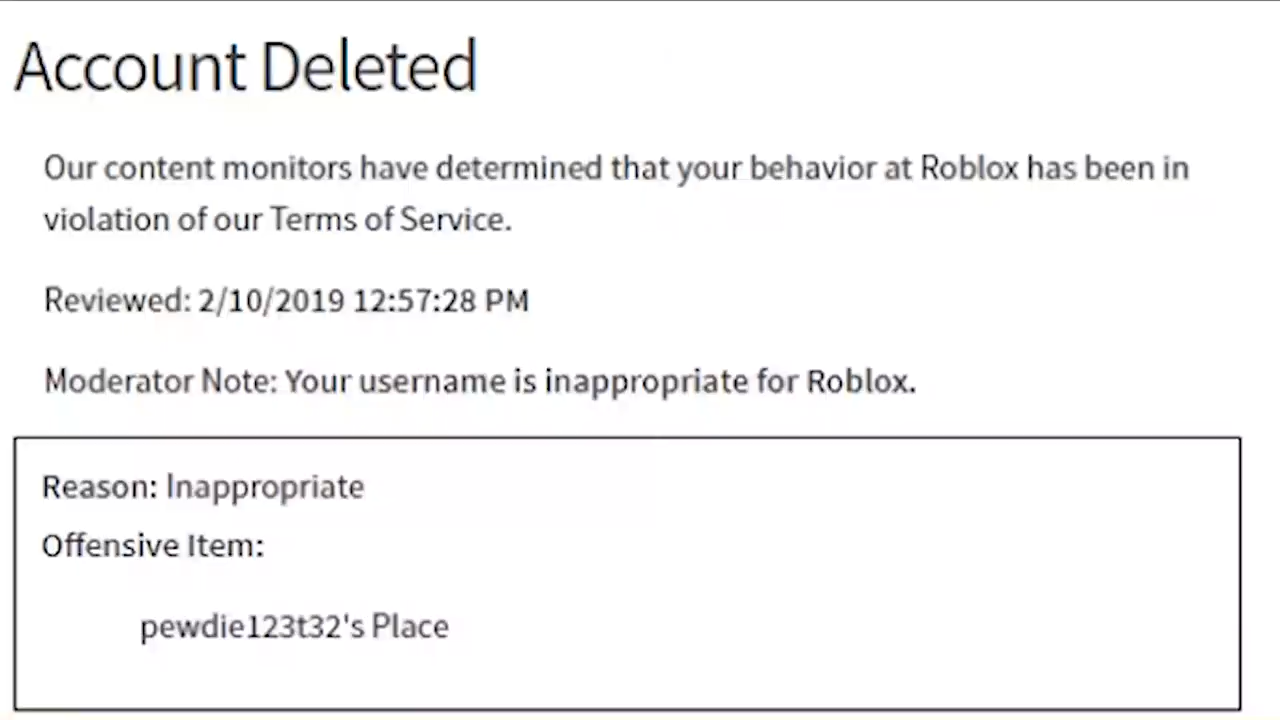 Account Deleted
Our content monitors have determined that your behavior at Roblox has been in
violation of our Terms of Service.
Reviewed: 2/10/2019 12:57:28 PM
Moderator Note: Your username is inappropriate for Roblox.
Reason: Inappropriate
Offensive Item:
pewdie123t32's Place